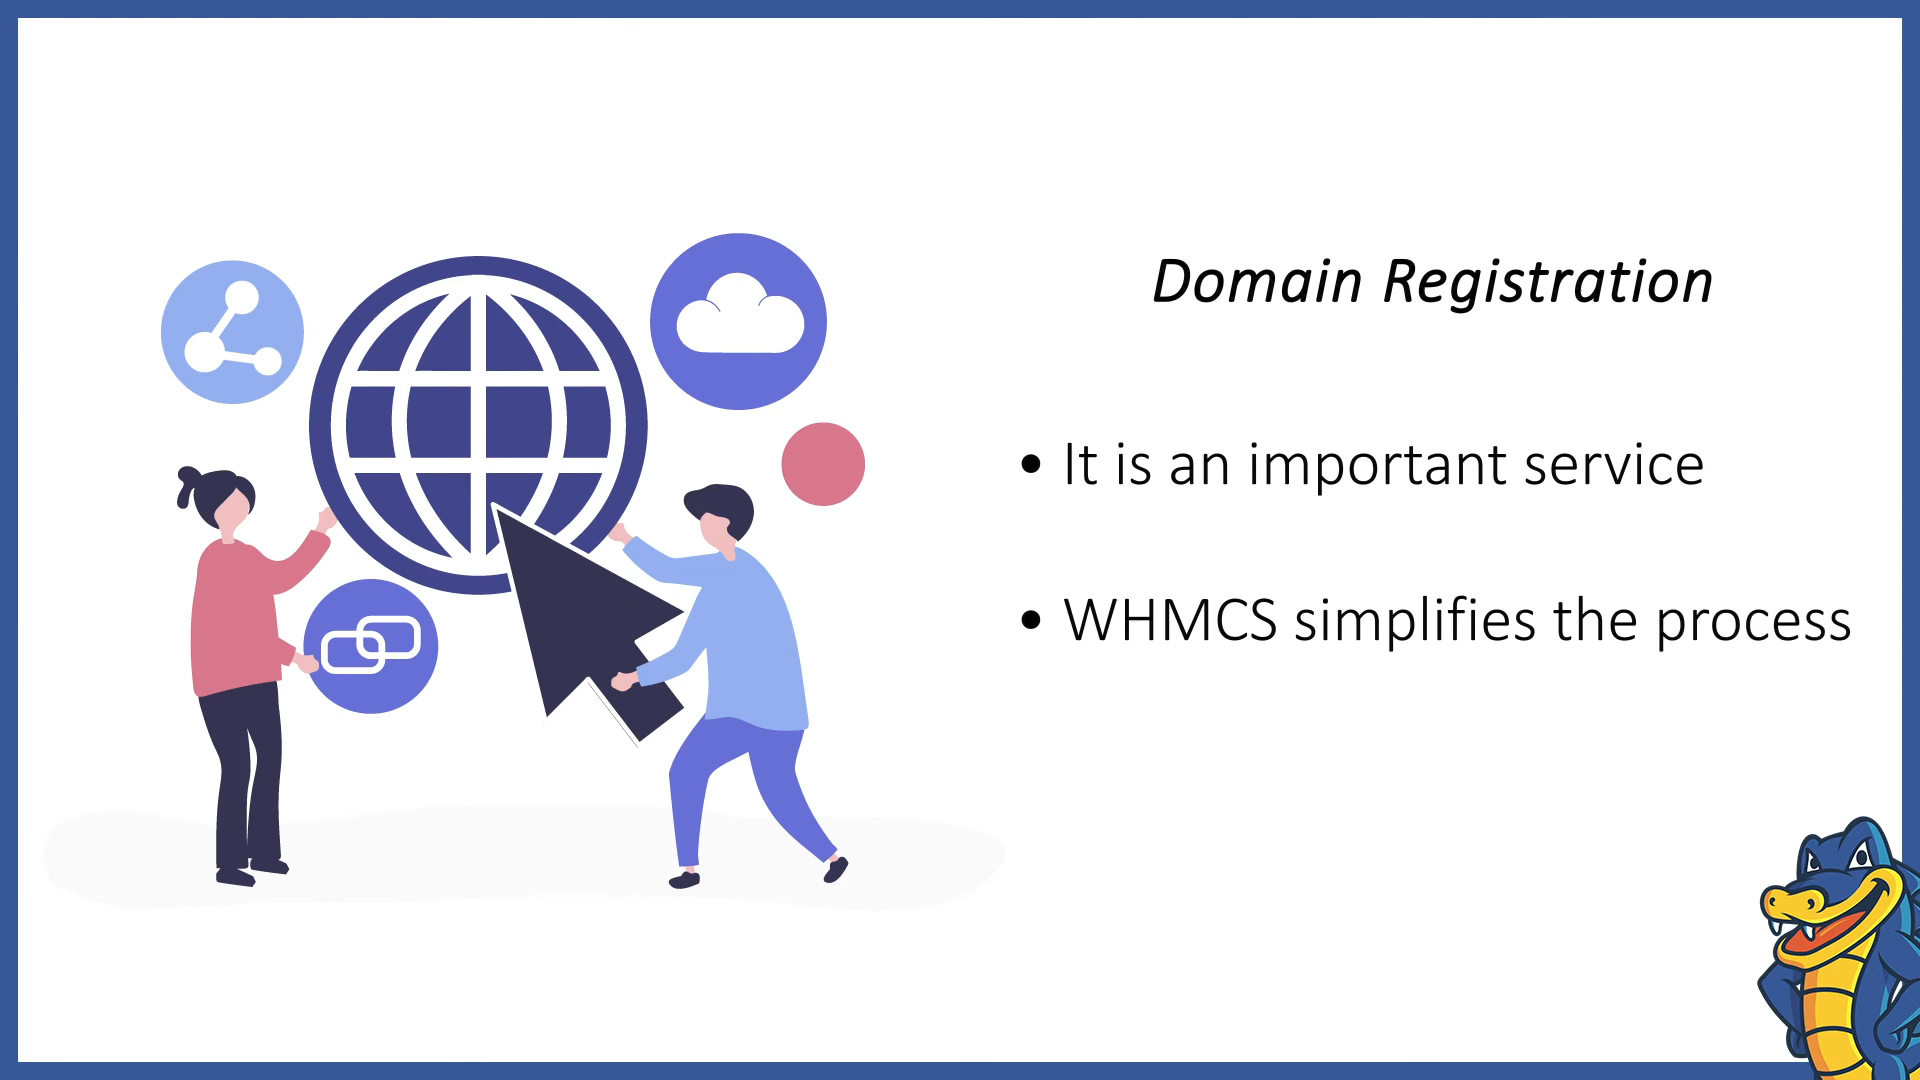 Domain Registration
• It is an important service
• WHMCS simplifies the process